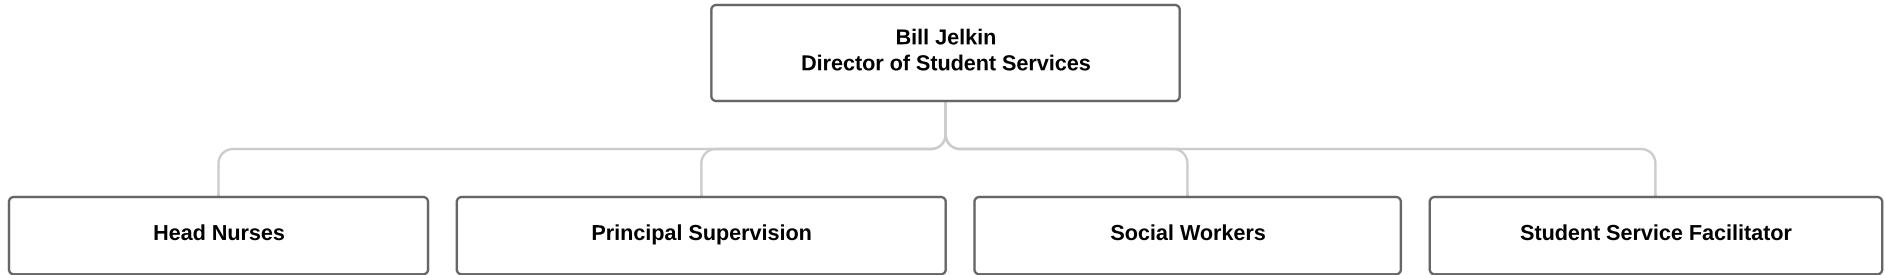 Bill Jelkin
Director of Student Services
Head Nurses
Principal Supervision
Social Workers
Student Service Facilitator